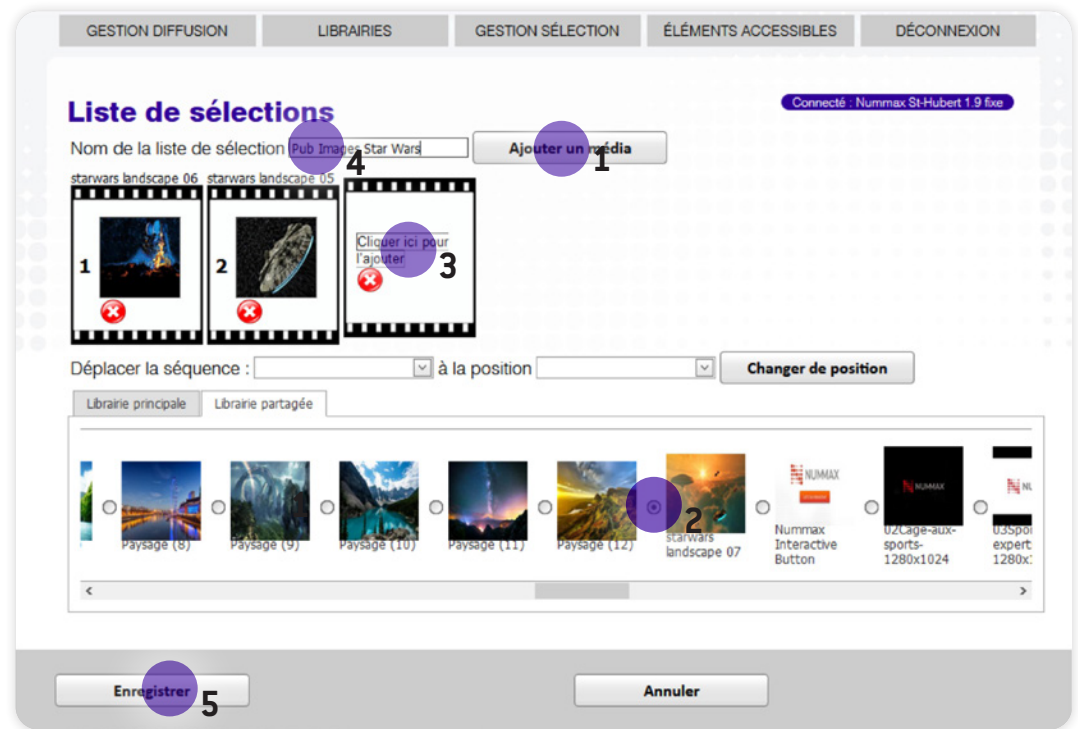 GESTION DIFFUSION LIBRAIRIES GESTION SÉLECTION ÉLÉMENTS ACCESSIBLES DÉCONNEXION
Liste de sélections
Connecté : Nummax St-Hubert 1.9 fixe
Nom de la liste de sélection Pub Images Star Wars Ajouter un média
4 1
starwars landscape 06 starwars landscape 05
1 2 Cliquer ici pour
l'ajouter
3
Déplacer la séquence : à la position Changer de position
Librairie principale Librairie partagée
NUMMAX NUMMAX
2
Paysage (8) Paysage (9) Paysage (10) Paysage (11) Paysage (12)
starwars
landscape 07
Nummax
Interactive
Button
02Cage-aux-
sports-
1280x1024
03Spor
expert
1280x1
Enregistrer Annuler
5